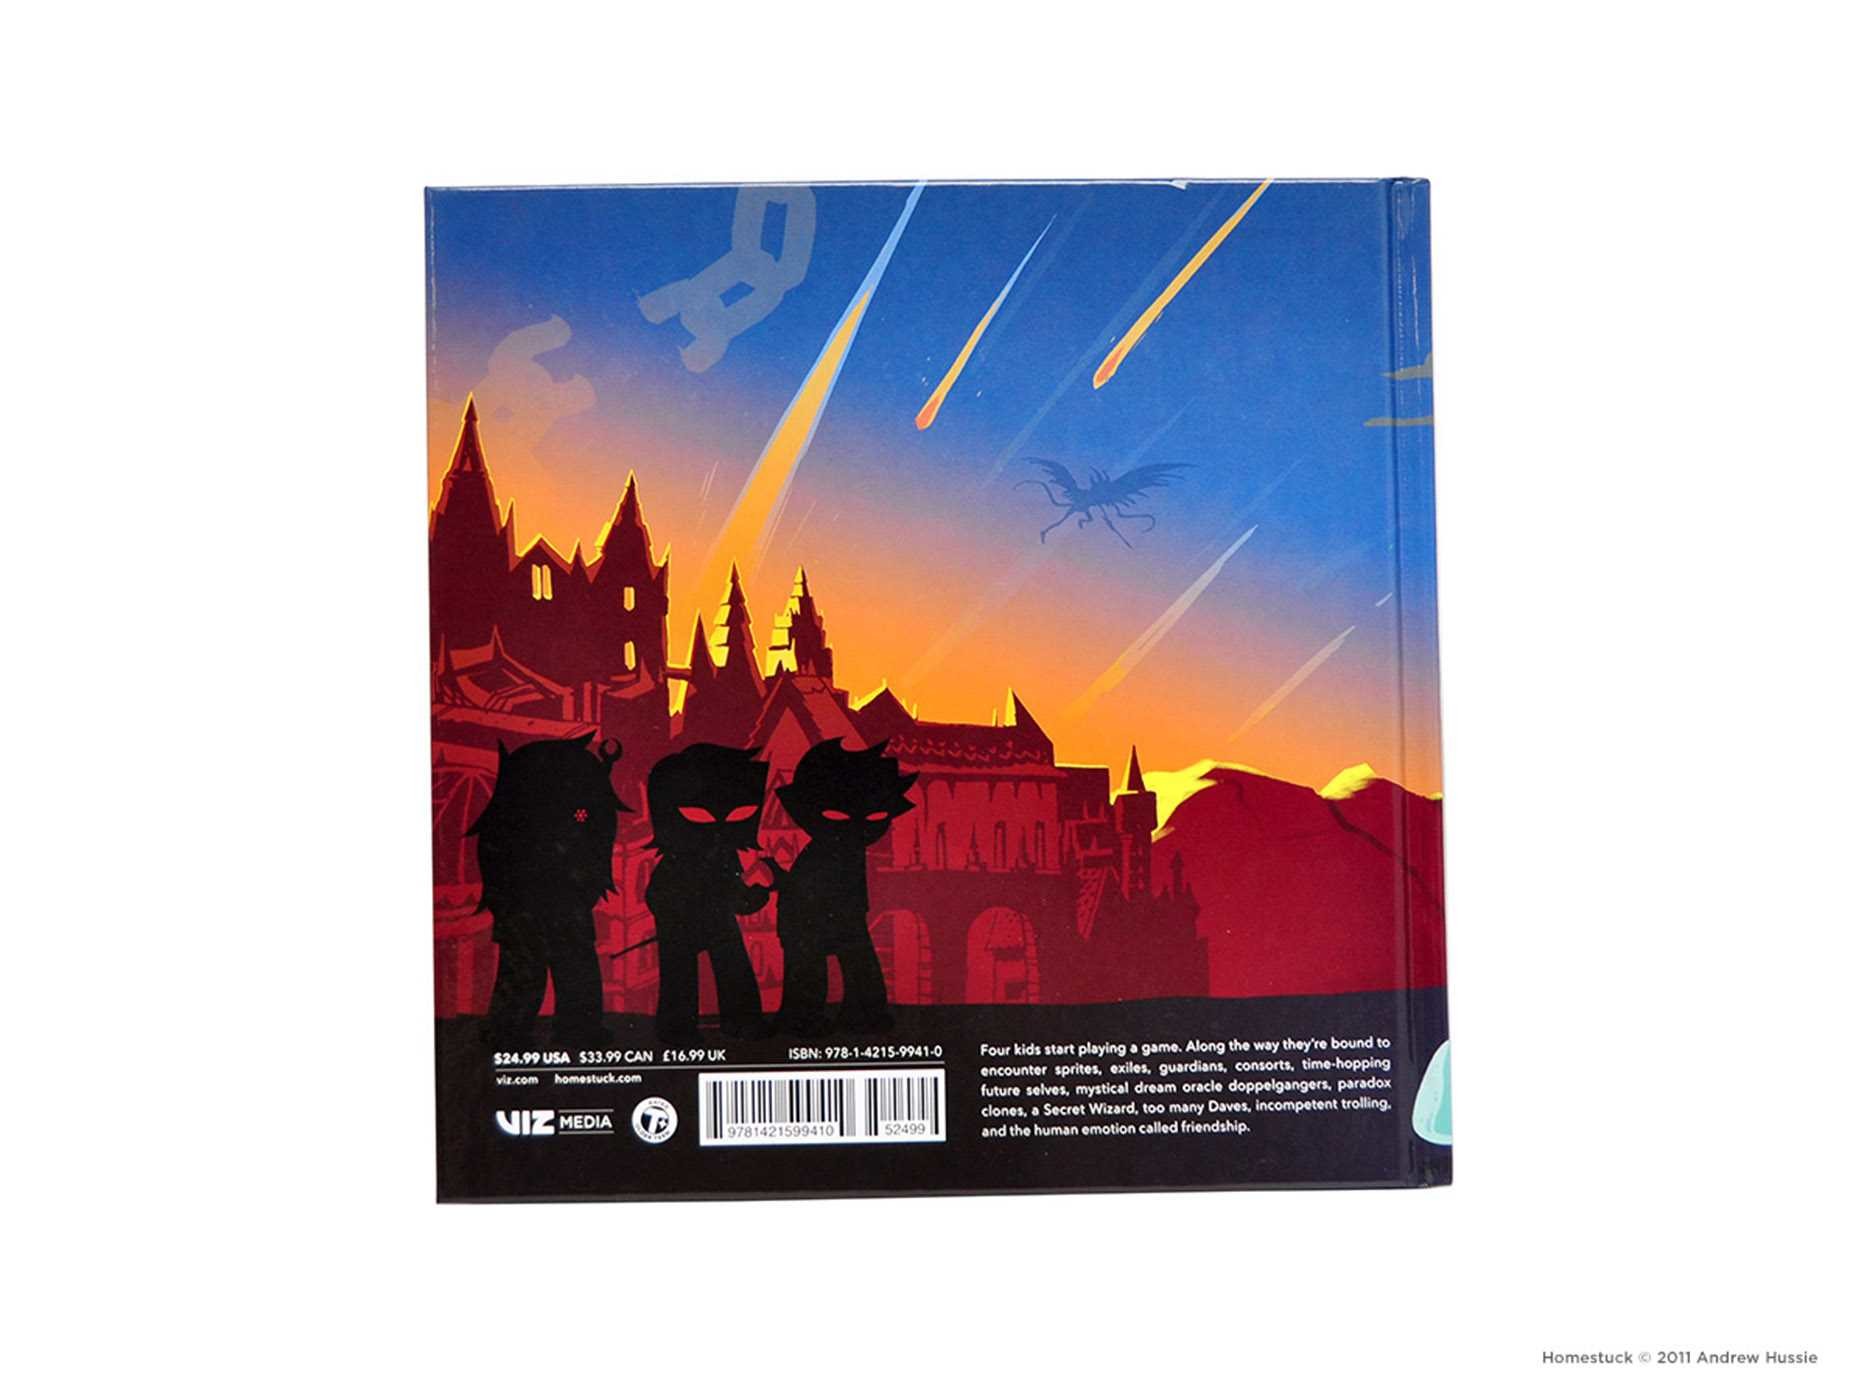 $24.99 USA $33.99 CAN £16.99 UK
ISBN: 978-1-4215-9941-0
viz.com homestuck.com
VIZ MEDIA
T+
9781421599410
52499
Four kids start playing a game. Along the way they're bound to
encounter sprites, exiles, guardians, consorts, time-hopping
future selves, mystical dream oracle doppelgangers, paradox
clones, a Secret Wizard, too many Daves, incompetent trolling,
and the human emotion called friendship.
Homestuck © 2011 Andrew Hussie